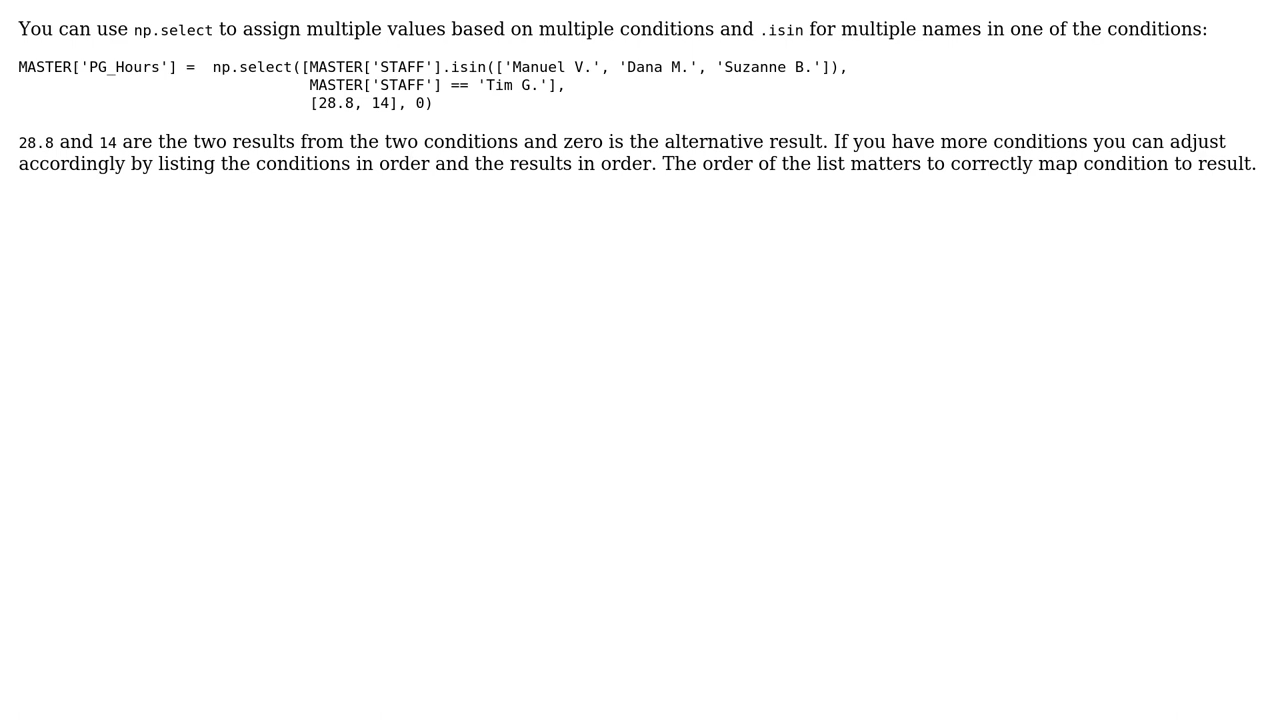 You can use np.select to assign multiple values based on multiple conditions and .isin for multiple names in one of the conditions:
MASTER['PG_Hours'] =  np.select([MASTER['STAFF'].isin(['Manuel V.', 'Dana M.', 'Suzanne B.']),
                                 MASTER['STAFF'] == 'Tim G.'],
                                 [28.8, 14], 0)
28.8 and 14 are the two results from the two conditions and zero is the alternative result. If you have more conditions you can adjust
accordingly by listing the conditions in order and the results in order. The order of the list matters to correctly map condition to result.